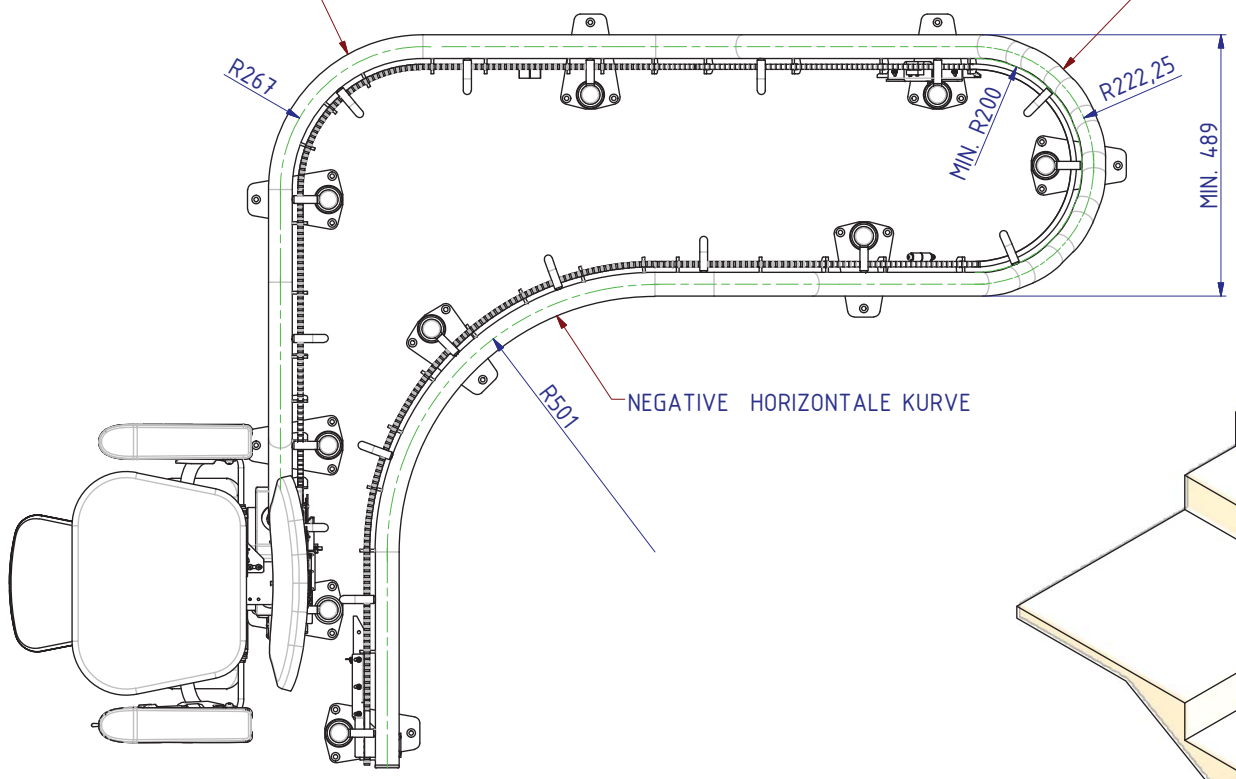 R267
MIN. R200
R222,25
MIN. 489
R501
NEGATIVE HORIZONTALE KURVE